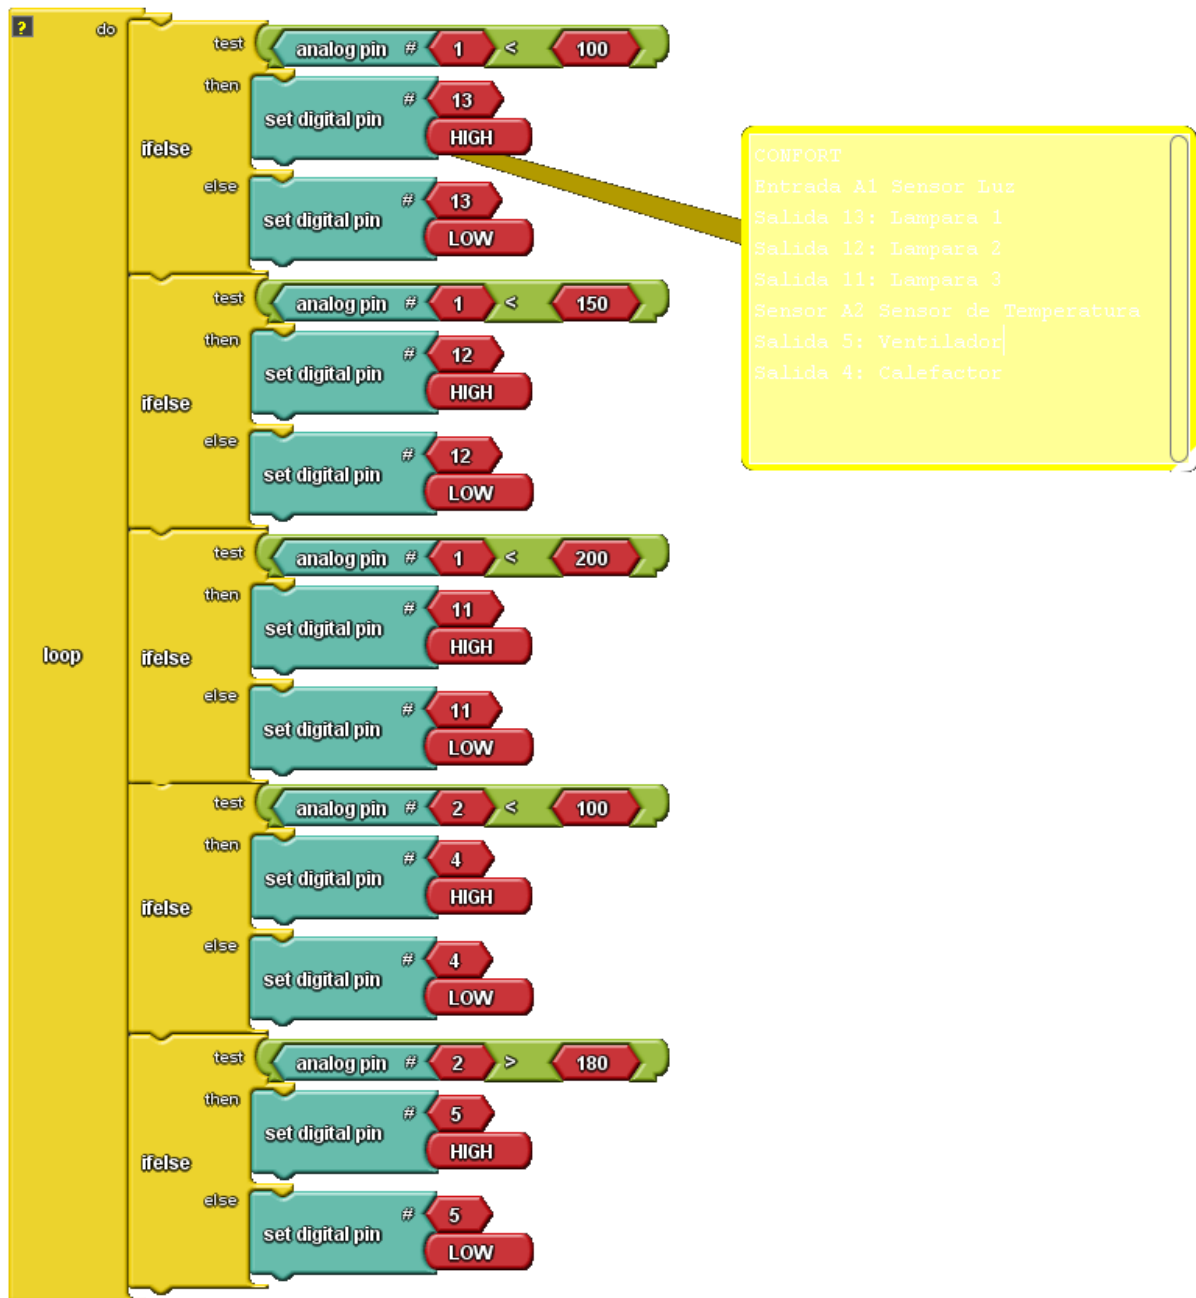 ?
do
loop
ifelse
test analog pin # 1 < 100
then set digital pin # 13
HIGH
else set digital pin # 13
LOW
ifelse
test analog pin # 1 < 150
then set digital pin # 12
HIGH
else set digital pin # 12
LOW
ifelse
test analog pin # 1 < 200
then set digital pin # 11
HIGH
else set digital pin # 11
LOW
ifelse
test analog pin # 2 < 100
then set digital pin # 4
HIGH
else set digital pin # 4
LOW
ifelse
test analog pin # 2 > 180
then set digital pin # 5
HIGH
else set digital pin # 5
LOW
CONFORT
Entrada A1 Sensor Luz
Salida 13: Lampara 1
Salida 12: Lampara 2
Salida 11: Lampara 3
Sensor A2 Sensor de Temperatura
Salida 5: Ventilador
Salida 4: Calefactor